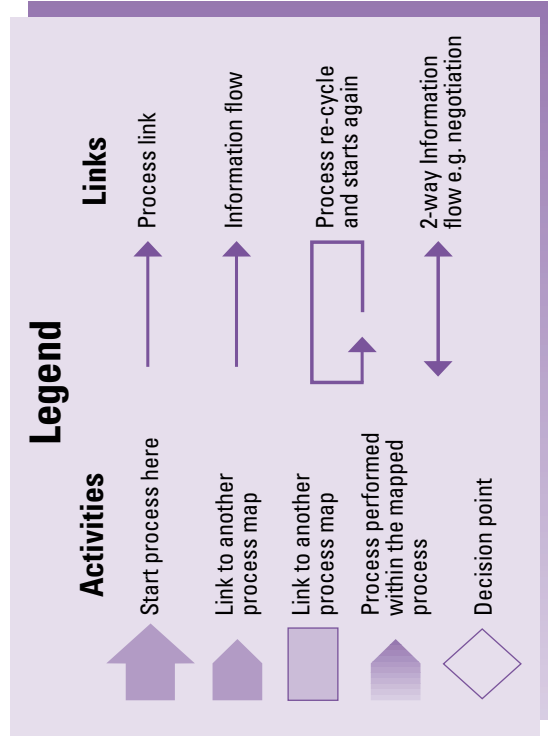 Legend
Activities
Start process here
Link to another
process map
Link to another
process map
Process performed
within the mapped
process
Decision point
Links
Process link
Information flow
Process re-cycle
and starts again
2-way Information
flow e.g. negotiation